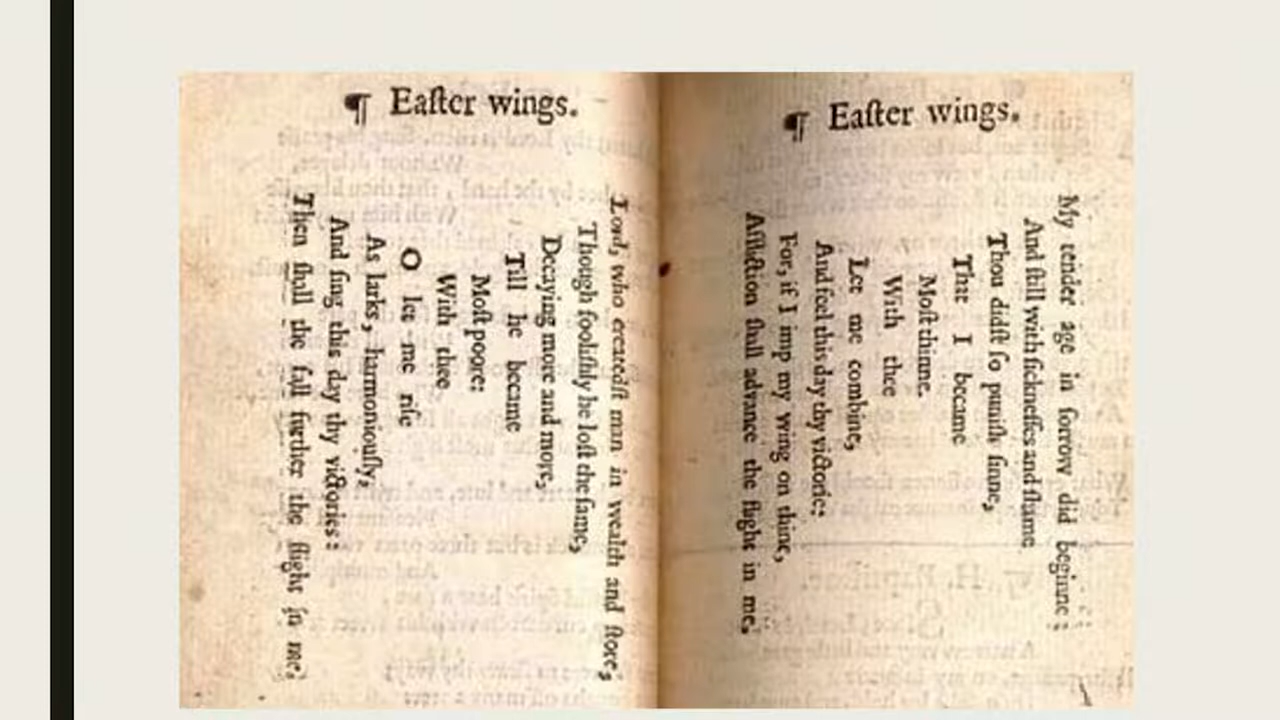 ¶ Eaſter wings.
Lord, who createdſt man in wealth and ſtore,
Though fooliſhly he loſt the ſame,
Decaying more and more,
Till he became
Moſt poore:
With thee
O let me riſe
As larks, harmoniouſly,
And ſing this day thy victories:
Then ſhall the fall further the flight in me.
¶ Eaſter wings.
My tender age in ſorrow did beginne:
And ſtill with ſickneſſes and ſhame
Thou didſt ſo puniſh ſinne,
That I became
Moſt thinne.
With thee
Let me combine,
And feel this day thy victorie:
For, if I imp my wing on thine,
Affliction ſhall advance the flight in me.